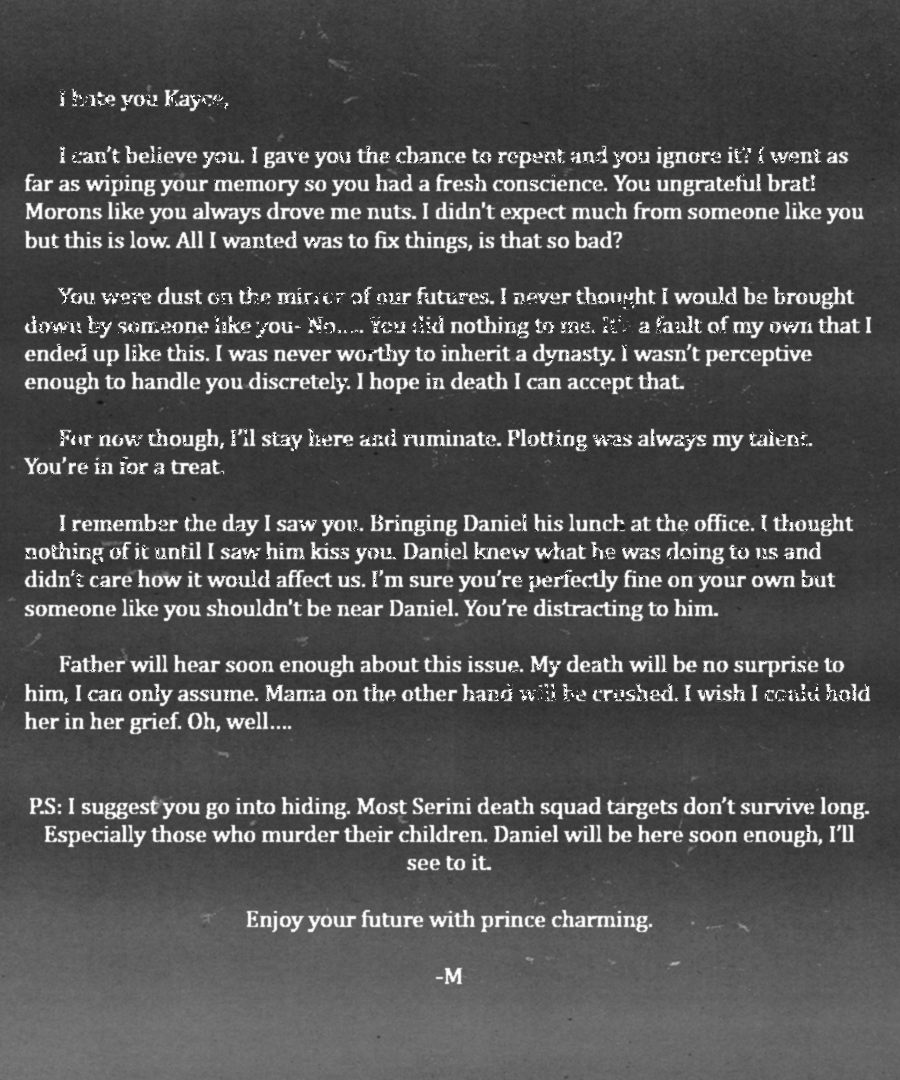 I hate you Kayce,
I can't believe you. I gave you the chance to repent and you ignore it? I went as
far as wiping your memory so you had a fresh conscience. You ungrateful brat!
Morons like you always drove me nuts. I didn't expect much from someone like you
but this is low. All I wanted was to fix things, is that so bad?
You were dust on the mirror of our futures. I never thought I would be brought
down by someone like you- No..... You did nothing to me. It's a fault of my own that I
ended up like this. I was never worthy to inherit a dynasty. I wasn't perceptive
enough to handle you discretely. I hope in death I can accept that.
For now though, I'll stay here and ruminate. Plotting was always my talent.
You're in for a treat.
I remember the day I saw you. Bringing Daniel his lunch at the office. I thought
nothing of it until I saw him kiss you. Daniel knew what he was doing to us and
didn't care how it would affect us. I'm sure you're perfectly fine on your own but
someone like you shouldn't be near Daniel. You're distracting to him.
Father will hear soon enough about this issue. My death will be no surprise to
him, I can only assume. Mama on the other hand will be crushed. I wish I could hold
her in her grief. Oh, well....
P.S: I suggest you go into hiding. Most Serini death squad targets don't survive long.
Especially those who murder their children. Daniel will be here soon enough, I'll
see to it.
Enjoy your future with prince charming.
-M